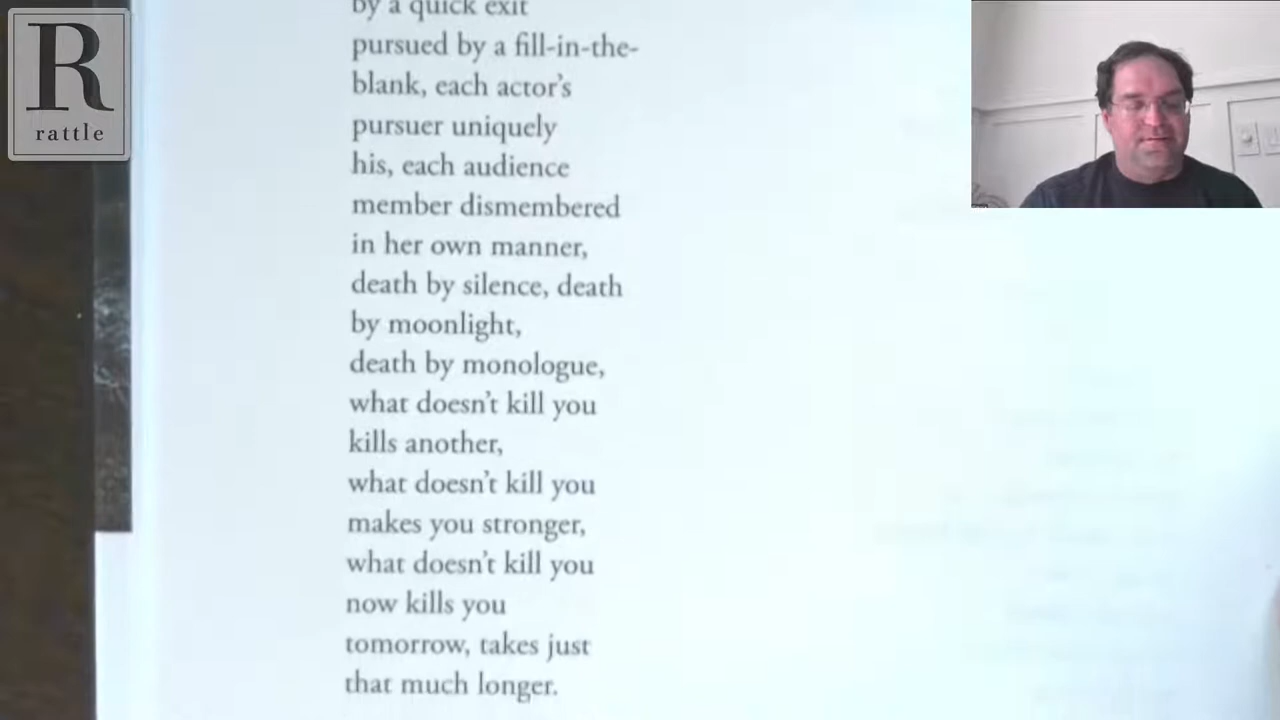 R
rattle
by a quick exit
pursued by a fill-in-the-
blank, each actor's
pursuer uniquely
his, each audience
member dismembered
in her own manner,
death by silence, death
by moonlight,
death by monologue,
what doesn't kill you
kills another,
what doesn't kill you
makes you stronger,
what doesn't kill you
now kills you
tomorrow, takes just
that much longer.